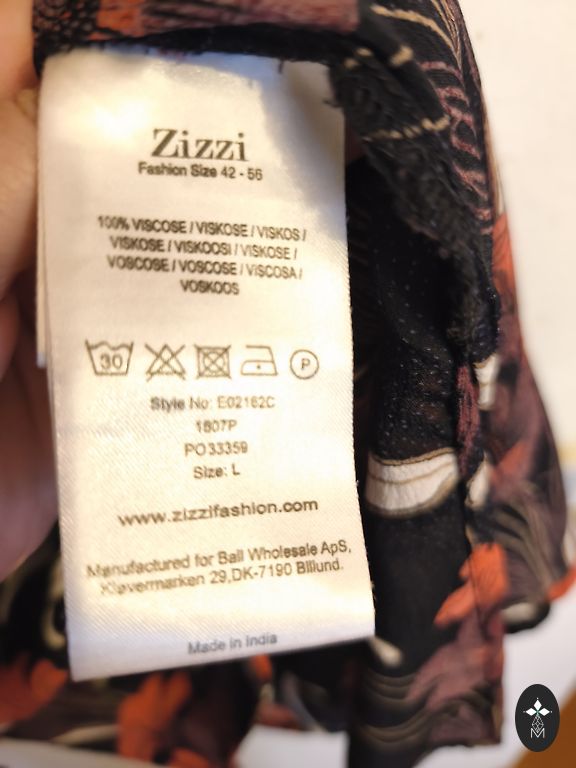 Zizzi
Fashion Size 42 - 56
100% VISCOSE / VISKOSE / VISKOS /
VISKOSE / VISKOOSI / VISKOSE /
VOSCOSE / VOSCOSE / VISCOSA /
VOSKOOS
30
P
Style No: E02162C
1807P
PO33359
Size: L
www.zizzifashion.com
Manufactured for Ball Wholesale ApS,
Kløvermarken 29,DK-7190 Billund.
Made in India
M